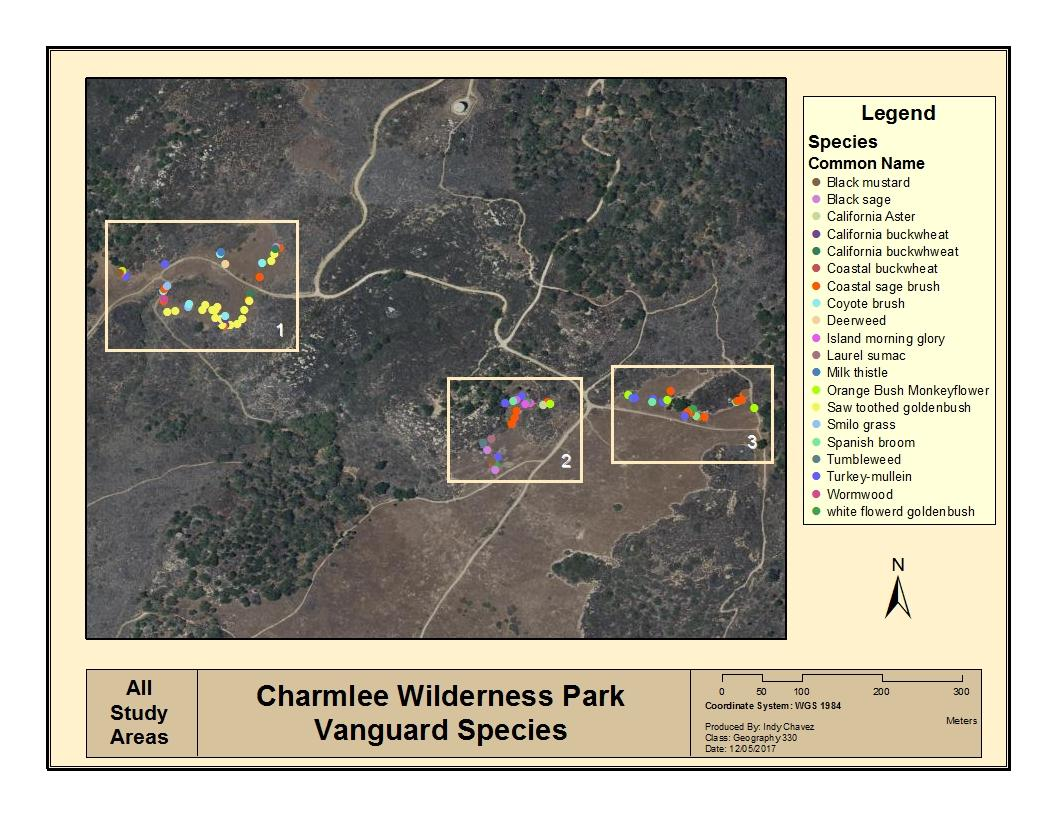 Legend
Species
Common Name
Black mustard
Black sage
California Aster
California buckwheat
California buckwhweat
Coastal buckwheat
Coastal sage brush
Coyote brush
Deerweed
Island morning glory
Laurel sumac
Milk thistle
Orange Bush Monkeyflower
Saw toothed goldenbush
Smilo grass
Spanish broom
Tumbleweed
Turkey-mullein
Wormwood
white flowerd goldenbush
1
2
3
N
All
Study
Areas
Charmlee Wilderness Park
Vanguard Species
0 50 100 200 300
Meters
Coordinate System: WGS 1984
Produced By: Indy Chavez
Class: Geography 330
Date: 12/05/2017